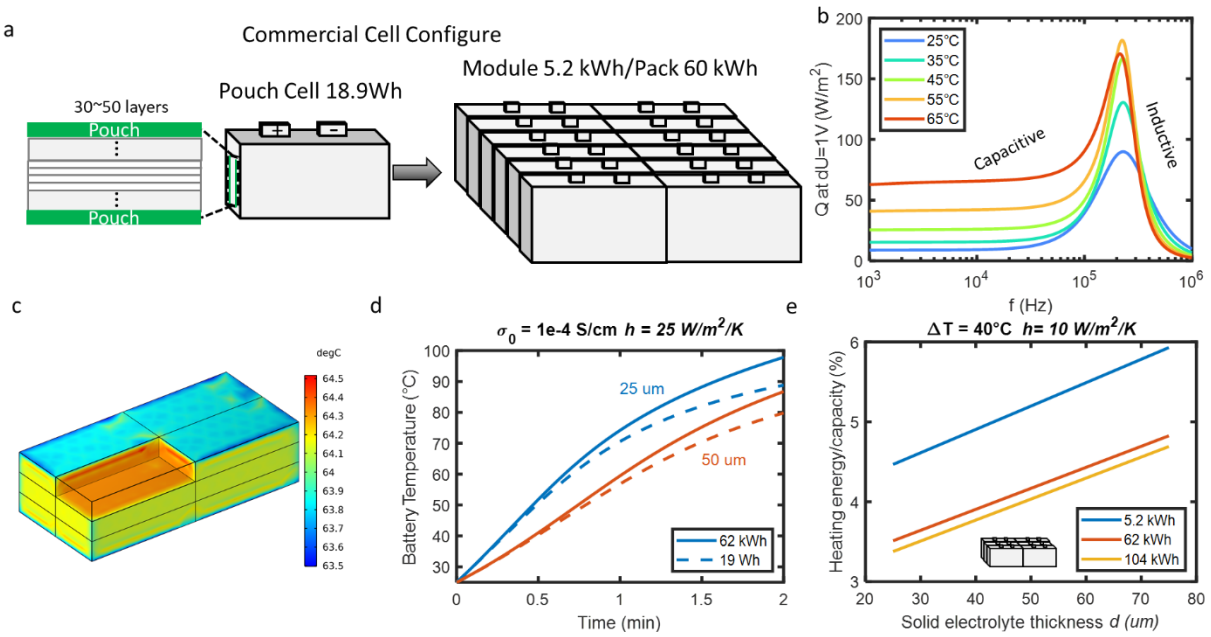 a
Commercial Cell Configure
Module 5.2 kWh/Pack 60 kWh
Pouch Cell 18.9Wh
30~50 layers
Pouch
⋮
⋮
Pouch
+
−
b
200
150
100
50
0
Q at dU=1V (W/m²)
25°C
35°C
45°C
55°C
65°C
Capacitive
Inductive
10³
10⁴
10⁵
10⁶
f (Hz)
c
degC
64.5
64.4
64.3
64.2
64.1
64
63.9
63.8
63.7
63.6
63.5
d
σ₀ = 1e-4 S/cm h = 25 W/m²/K
100
90
80
70
60
50
40
30
Battery Temperature (°C)
25 um
50 um
62 kWh
19 Wh
0
0.5
1
1.5
2
Time (min)
e
ΔT = 40°C h= 10 W/m²/K
6
5
4
3
Heating energy/capacity (%)
5.2 kWh
62 kWh
104 kWh
20
30
40
50
60
70
80
Solid electrolyte thickness d (um)